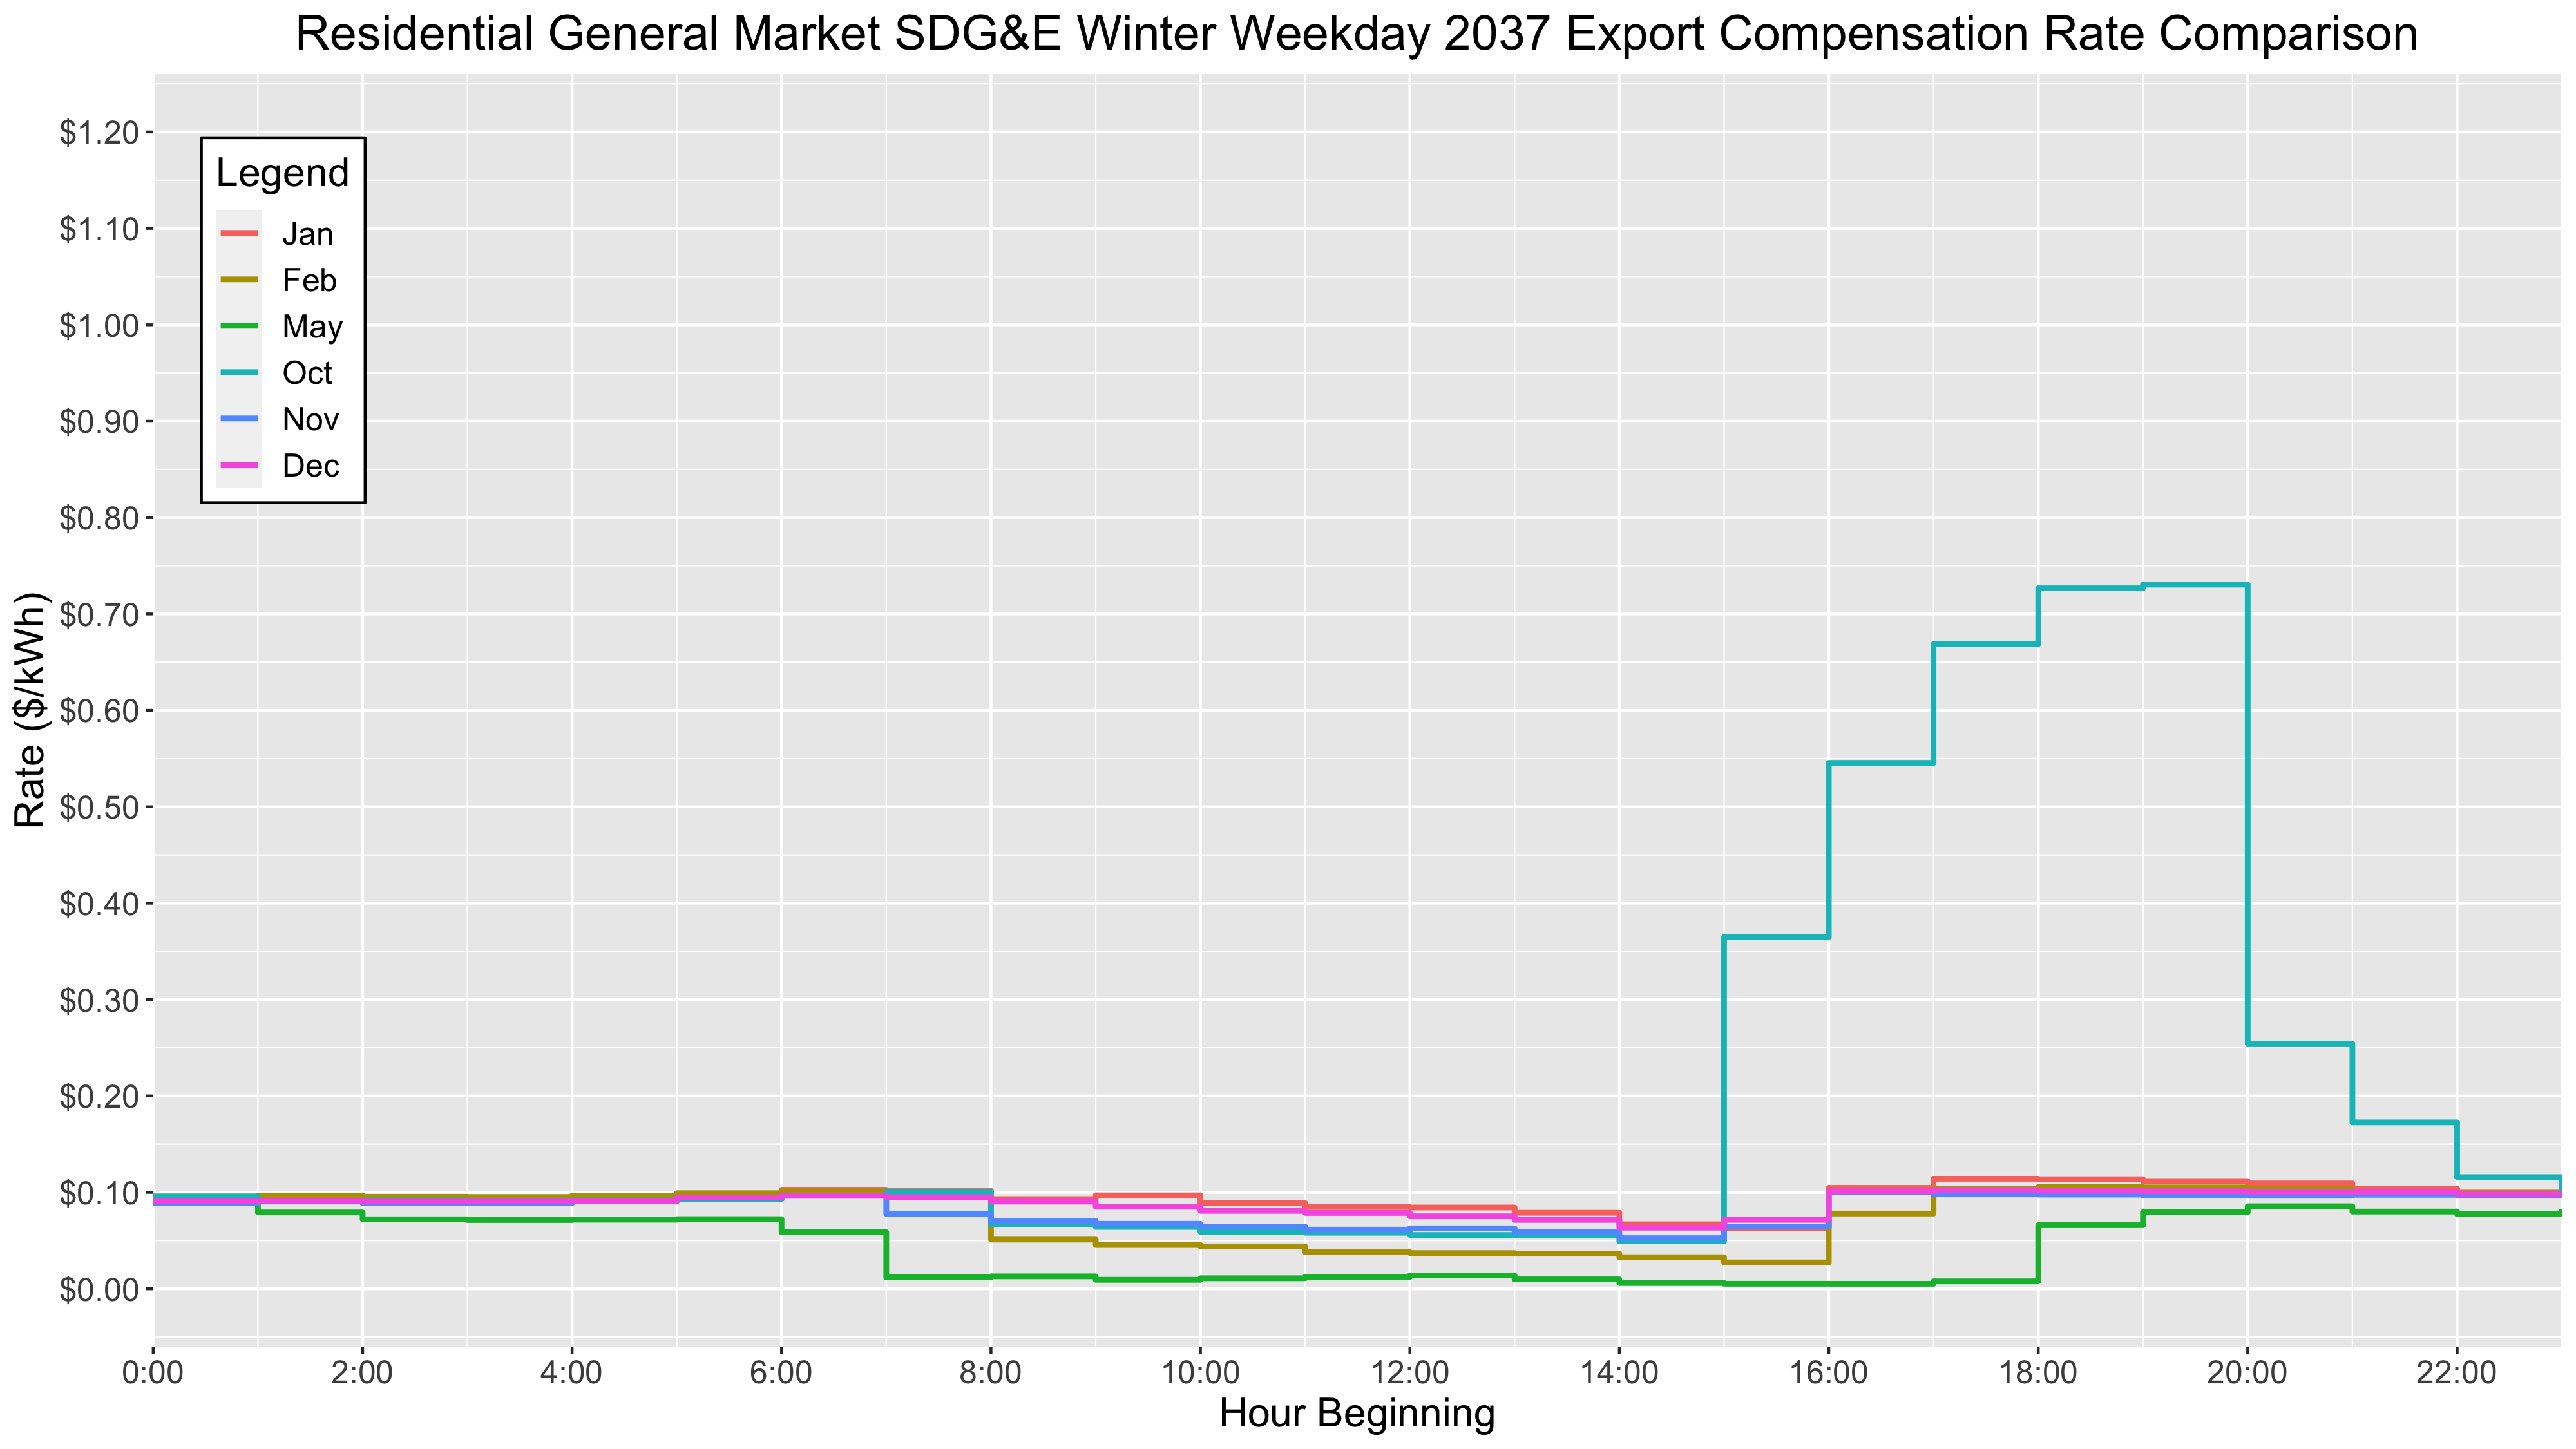 Residential General Market SDG&E Winter Weekday 2037 Export Compensation Rate Comparison
Rate ($/kWh)
$1.20
$1.10
$1.00
$0.90
$0.80
$0.70
$0.60
$0.50
$0.40
$0.30
$0.20
$0.10
$0.00
Legend
Jan
Feb
May
Oct
Nov
Dec
0:00 2:00 4:00 6:00 8:00 10:00 12:00 14:00 16:00 18:00 20:00 22:00
Hour Beginning